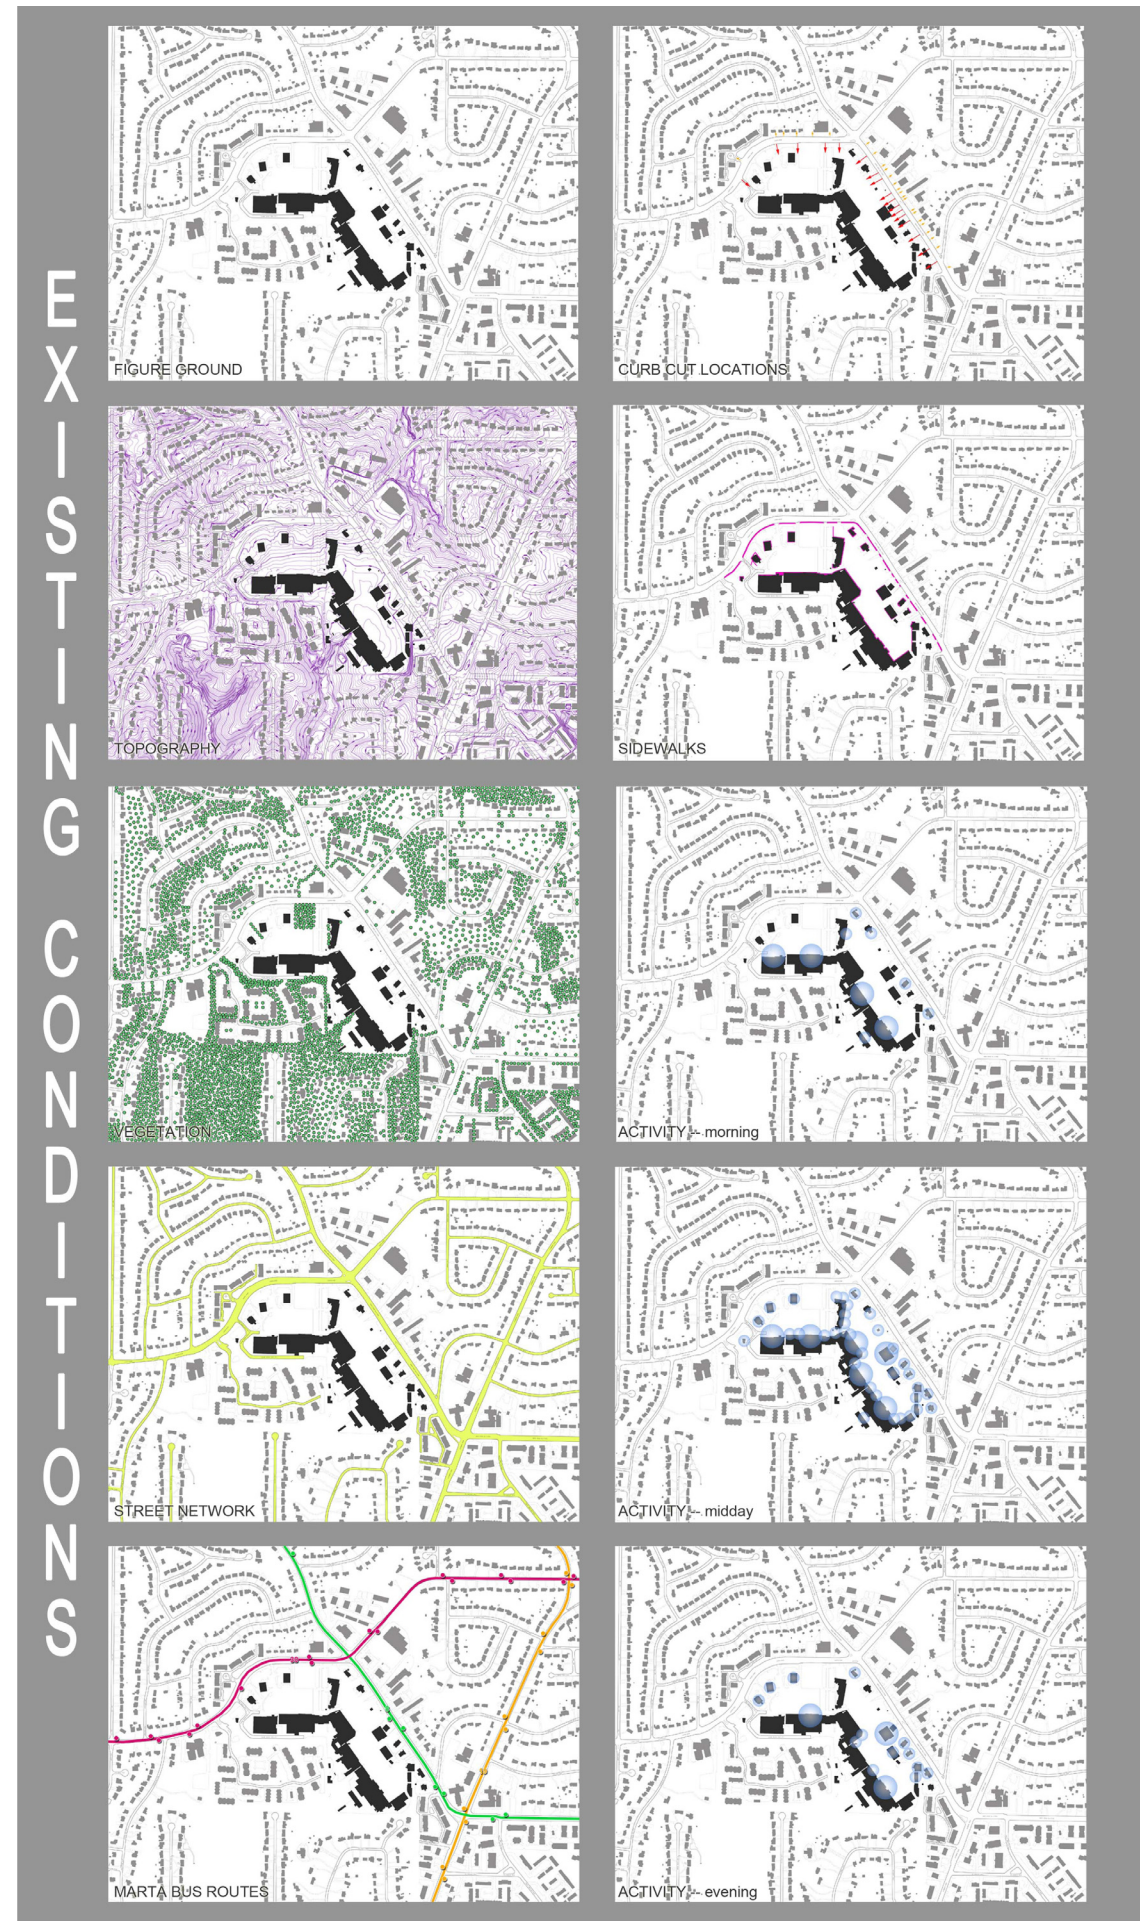 EXISTING CONDITIONS
FIGURE GROUND
CURB CUT LOCATIONS
TOPOGRAPHY
SIDEWALKS
VEGETATION
ACTIVITY -- morning
STREET NETWORK
ACTIVITY -- midday
MARTA BUS ROUTES
ACTIVITY -- evening